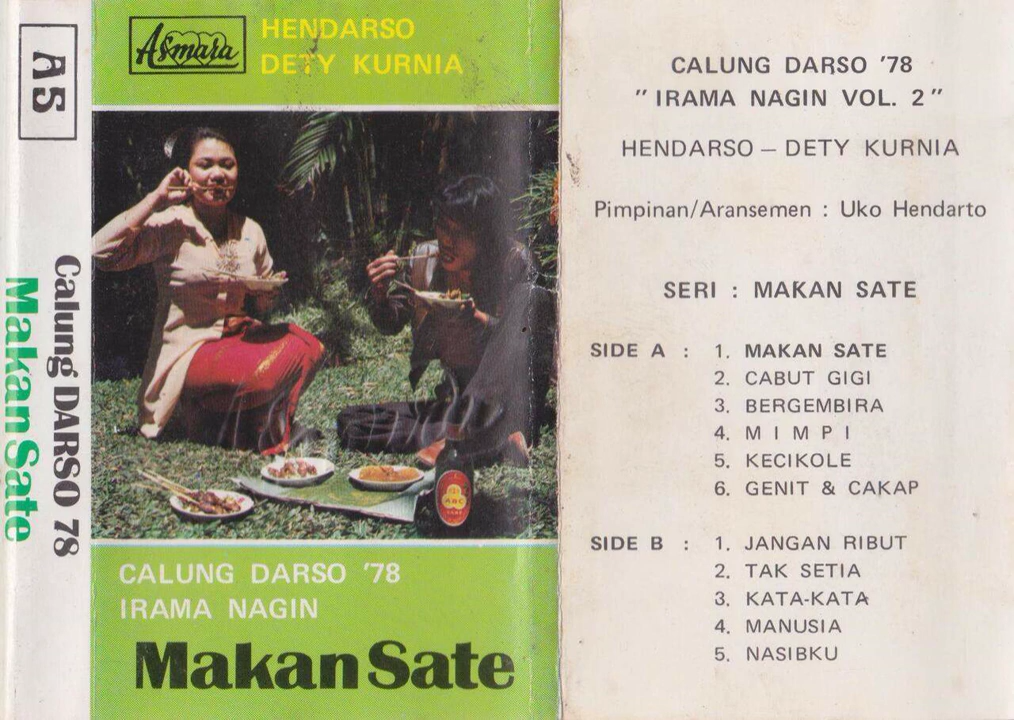 A5
Calung DARSO 78
Makan Sate
Asmara
HENDARSO
DETY KURNIA
ABC
CALUNG DARSO '78
IRAMA NAGIN
Makan Sate
CALUNG DARSO '78
" IRAMA NAGIN VOL. 2 "
HENDARSO – DETY KURNIA
Pimpinan/Aransemen : Uko Hendarto
SERI : MAKAN SATE
SIDE A : 1. MAKAN SATE
2. CABUT GIGI
3. BERGEMBIRA
4. M I M P I
5. KECIKOLE
6. GENIT & CAKAP
SIDE B : 1. JANGAN RIBUT
2. TAK SETIA
3. KATA-KATA
4. MANUSIA
5. NASIBKU